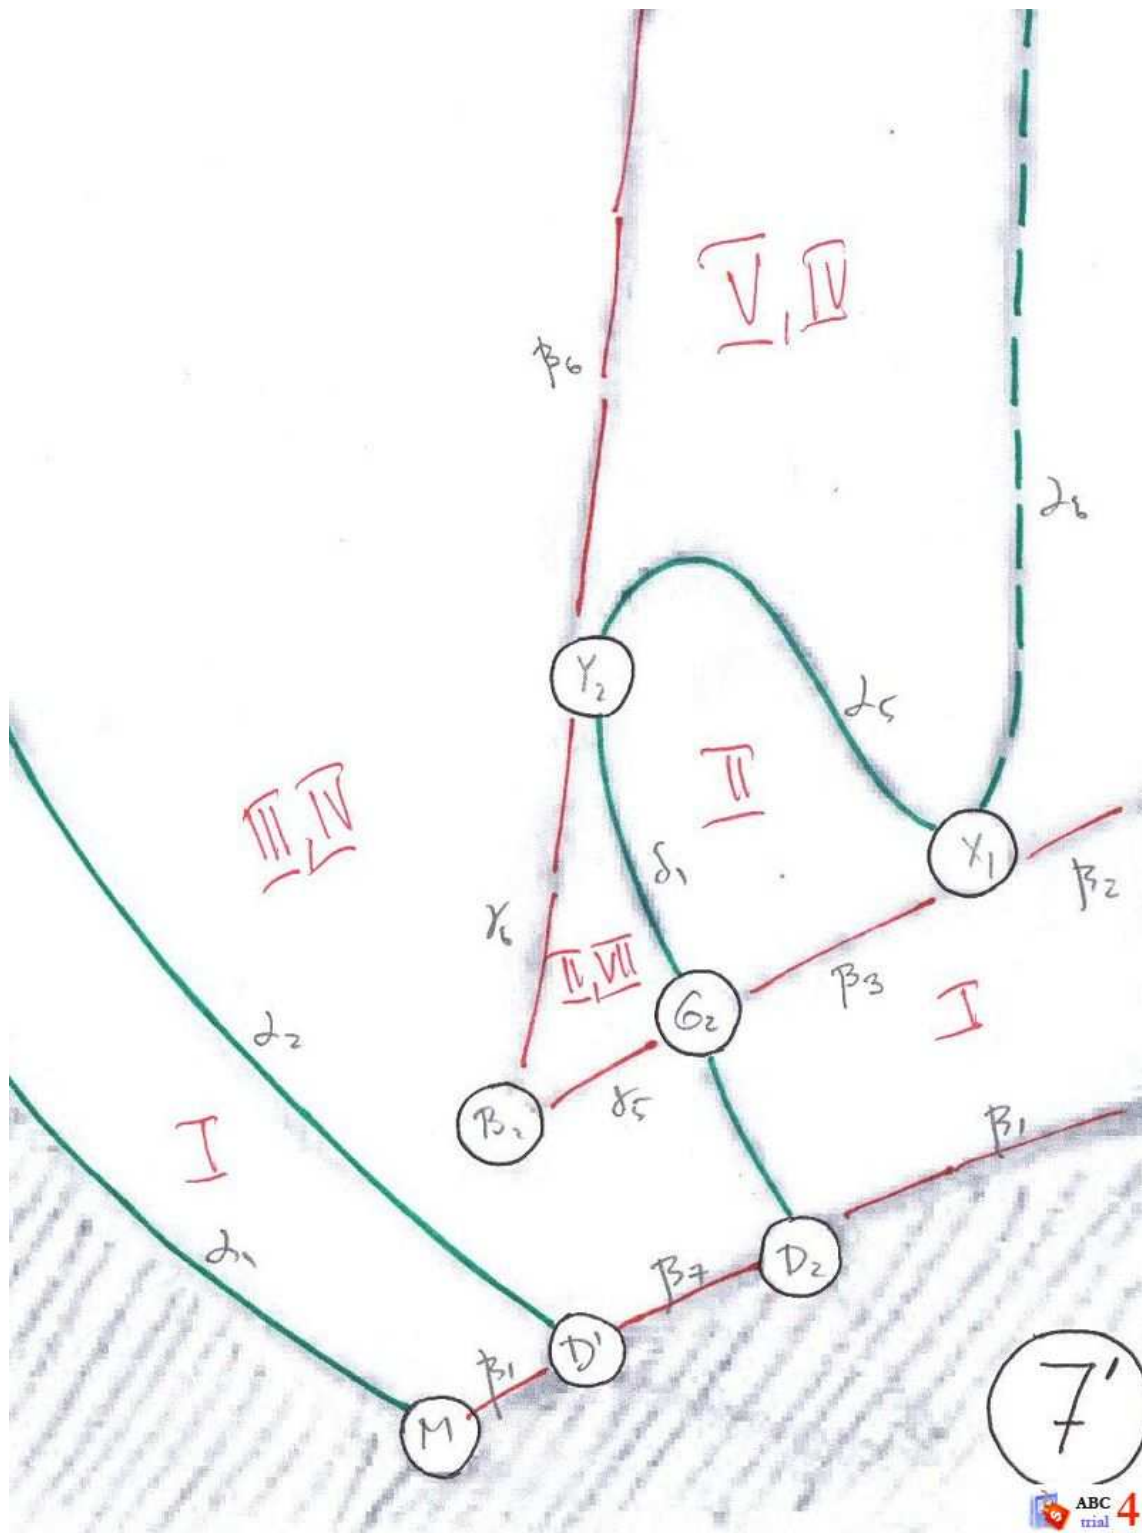 V, IV
β₆
α₆
Y₂
α₅
II
III, IV
X₁
δ₁
β₂
γ₆
II, VII
β₃
G₂
I
α₂
γ₅
B₂
β₁
I
α₁
D₂
β₇
D'
β₁
M
7'
ABC 4
trial